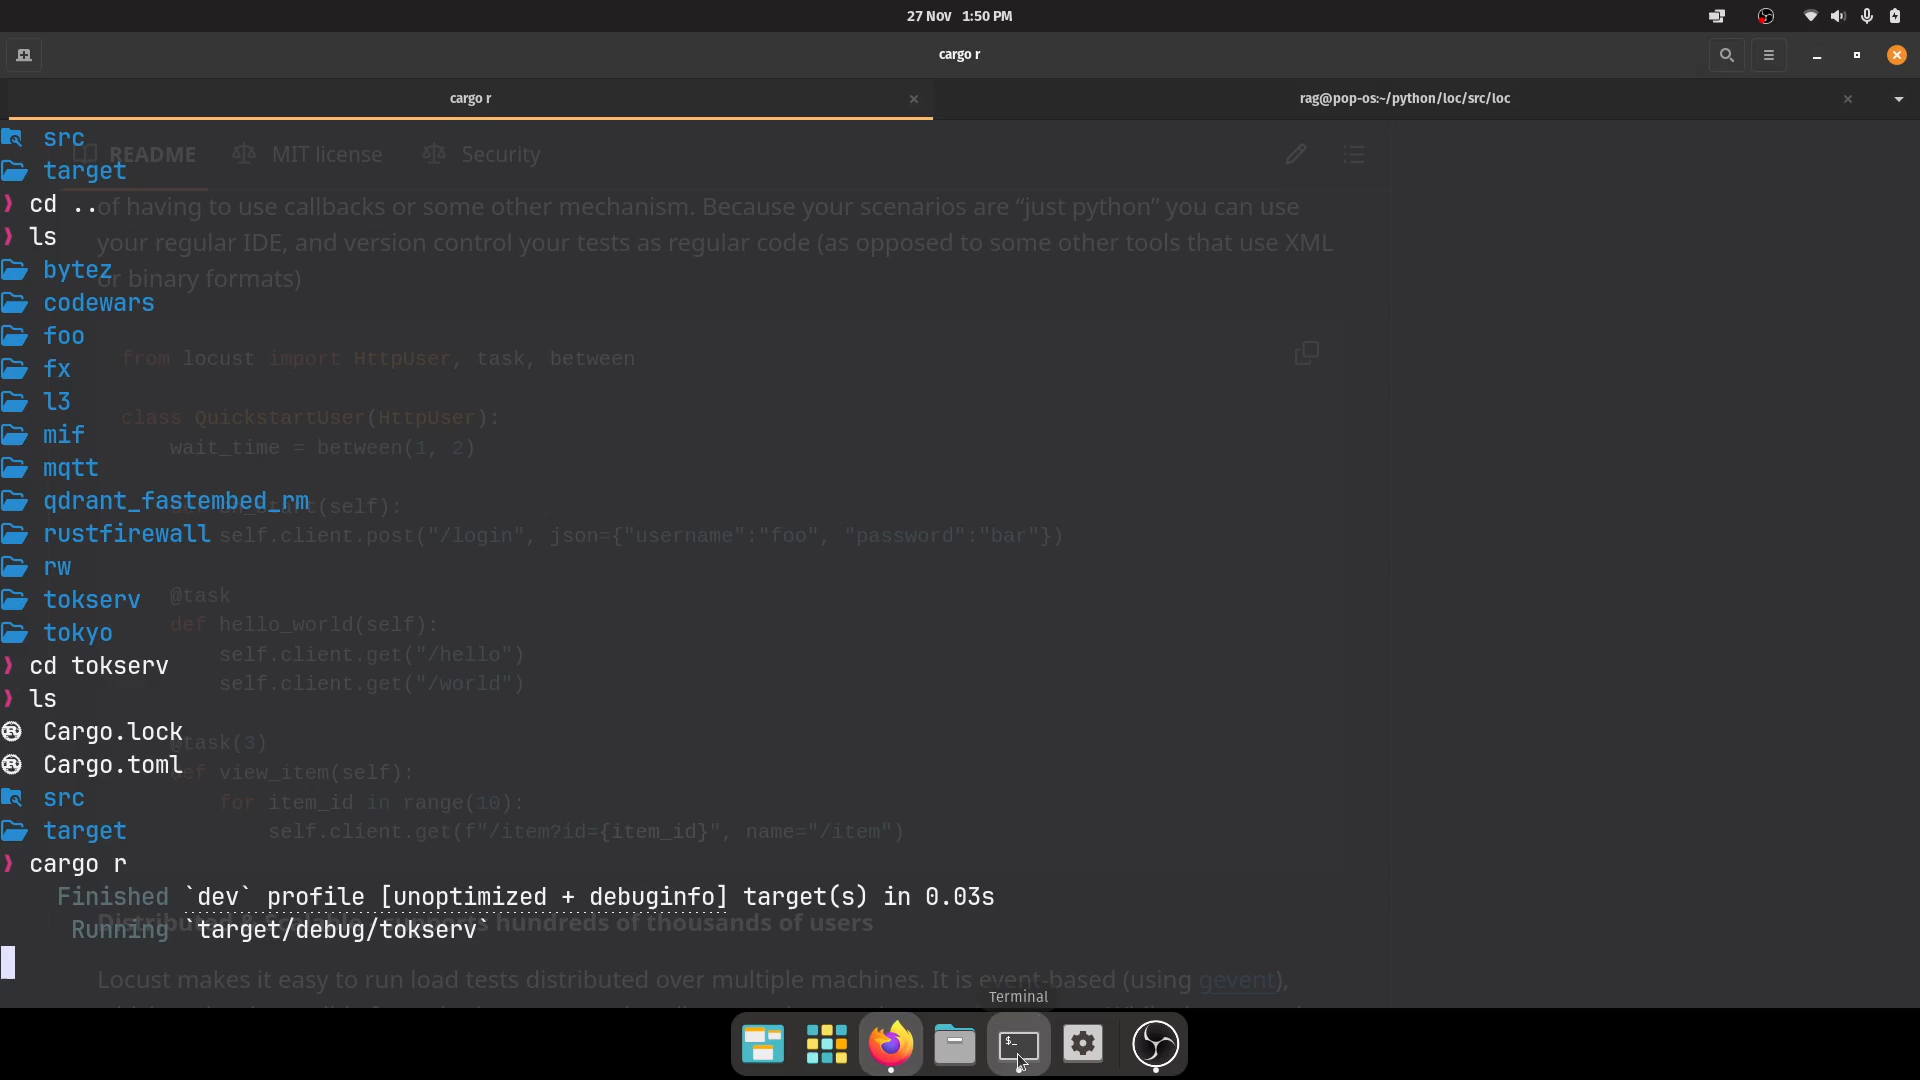 27 Nov 1:50 PM
cargo r
cargo r
rag@pop-os:~/python/loc/src/loc
src
README MIT license Security
target
cd ..
of having to use callbacks or some other mechanism. Because your scenarios are “just python” you can use
ls
your regular IDE, and version control your tests as regular code (as opposed to some other tools that use XML
bytez
or binary formats)
codewars
foo
from locust import HttpUser, task, between
fx
l3
class QuickstartUser(HttpUser):
mif
wait_time = between(1, 2)
mqtt
qdrant_fastembed_rm
(self):
rustfirewall
self.client.post("/login", json={"username":"foo", "password":"bar"})
rw
tokserv
@task
tokyo
def hello_world(self):
self.client.get("/hello")
cd tokserv
self.client.get("/world")
ls
Cargo.lock
@task(3)
Cargo.toml
def view_item(self):
src
for item_id in range(10):
target
self.client.get(f"/item?id={item_id}", name="/item")
cargo r
Finished `dev` profile [unoptimized + debuginfo] target(s) in 0.03s
Running `target/debug/tokserv`
hundreds of thousands of users
Locust makes it easy to run load tests distributed over multiple machines. It is event-based (using gevent),
Terminal
$_